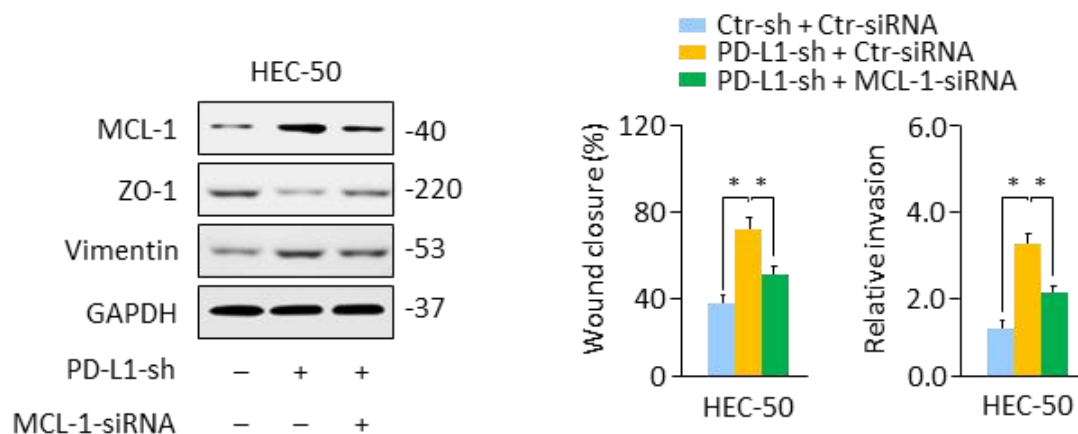 HEC-50
MCL-1 -40
ZO-1 -220
Vimentin -53
GAPDH -37
PD-L1-sh – + +
MCL-1-siRNA – – +
Ctr-sh + Ctr-siRNA
PD-L1-sh + Ctr-siRNA
PD-L1-sh + MCL-1-siRNA
Wound closure (%)
120
80
40
0
* *
HEC-50
Relative invasion
6.0
4.0
2.0
0.0
* *
HEC-50